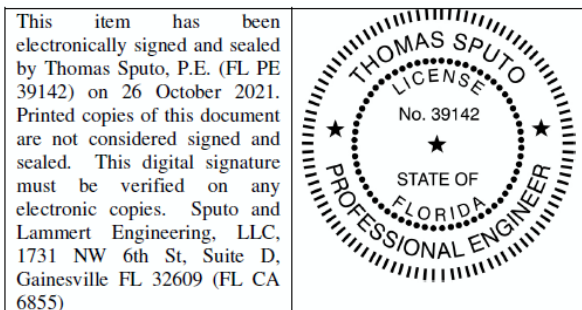 This item has been
electronically signed and sealed
by Thomas Sputo, P.E. (FL PE
39142) on 26 October 2021.
Printed copies of this document
are not considered signed and
sealed. This digital signature
must be verified on any
electronic copies. Sputo and
Lammert Engineering, LLC,
1731 NW 6th St, Suite D,
Gainesville FL 32609 (FL CA
6855)
THOMAS SPUTO
LICENSE
No. 39142
STATE OF
FLORIDA
PROFESSIONAL ENGINEER